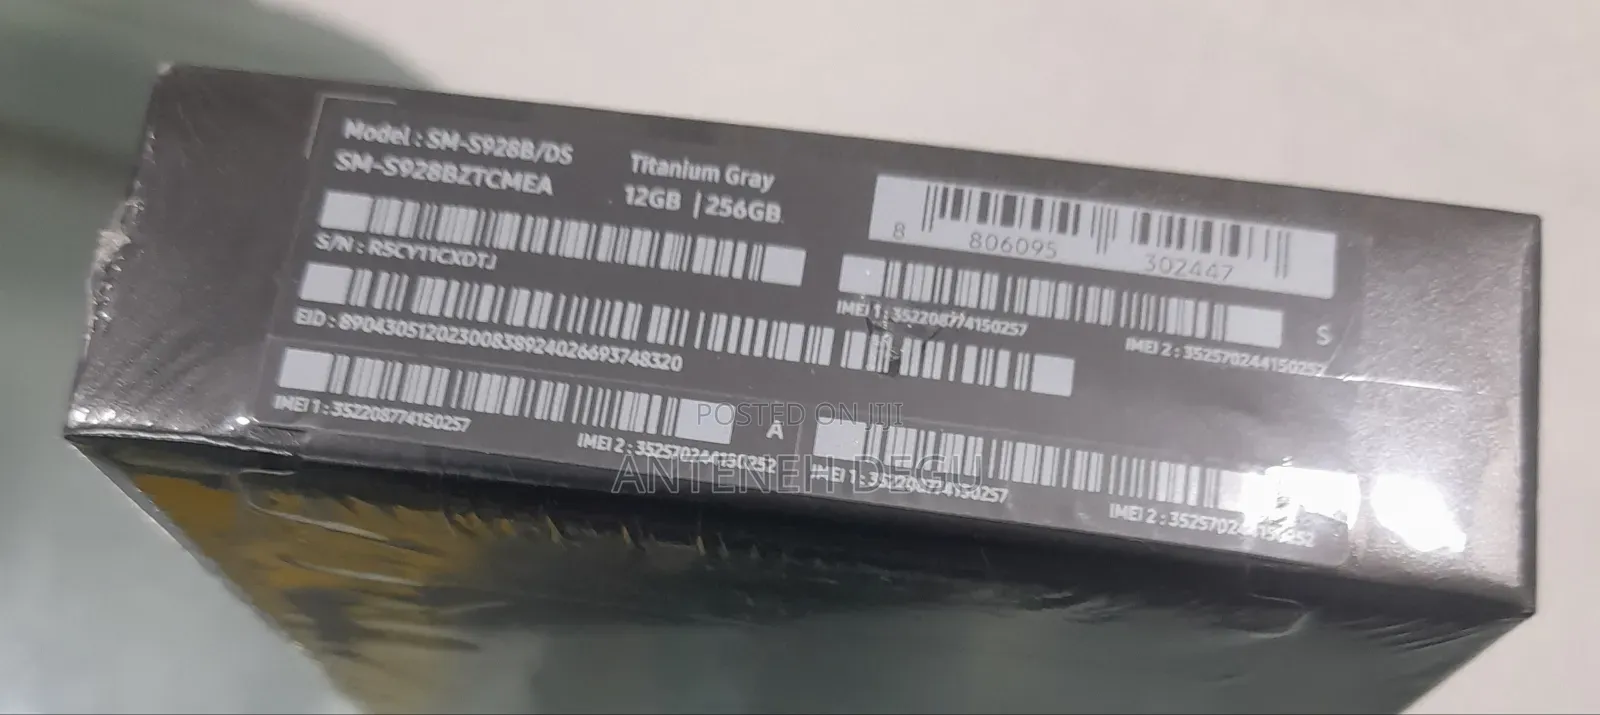 Model : SM-S928B/DS
SM-S928BZTCMEA
Titanium Gray
12GB | 256GB
8 806095 302447
S/N : R5CY11CXDTJ
IMEI 1 : 352208774150257
IMEI 2 : 352570244150252
S
EID : 89043051202300838924026693748320
IMEI 1 : 352208774150257
IMEI 2 : 352570244150252
A
IMEI 1 : 352208774150257
IMEI 2 : 352570244150252
POSTED ON JIJI
ANTENEH DEGU